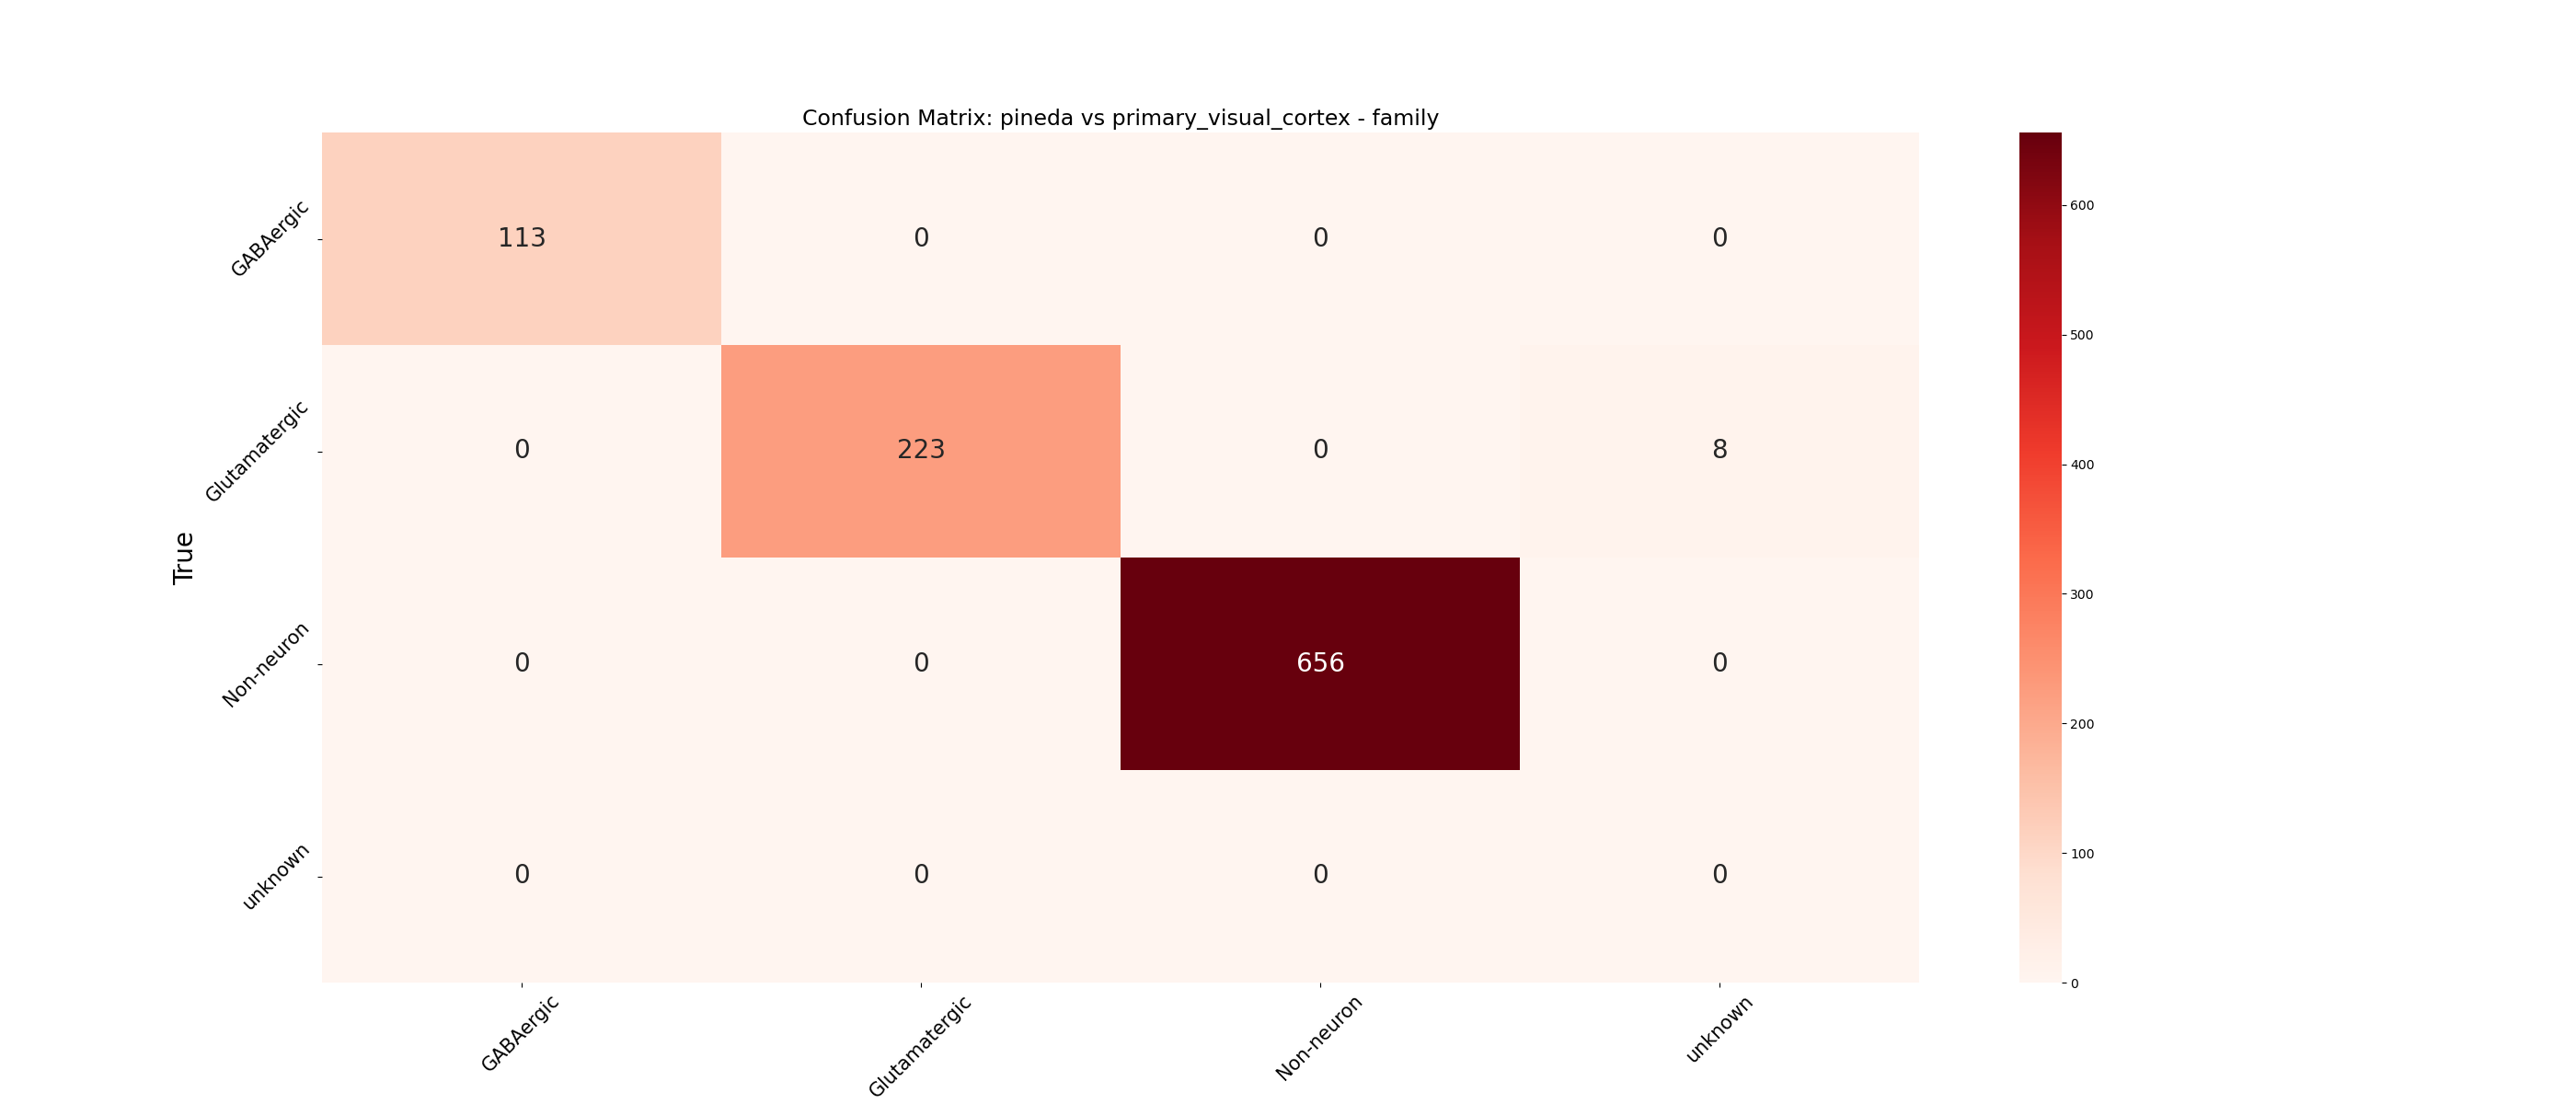 Confusion Matrix: pineda vs primary_visual_cortex - family
True
GABAergic
113
0
0
0
Glutamatergic
0
223
0
8
Non-neuron
0
0
656
0
unknown
0
0
0
0
GABAergic
Glutamatergic
Non-neuron
unknown
600
500
400
300
200
100
0